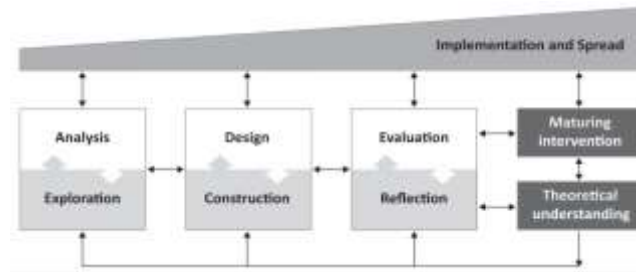 Implementation and Spread
Analysis
Exploration
Design
Construction
Evaluation
Reflection
Maturing
intervention
Theoretical
understanding